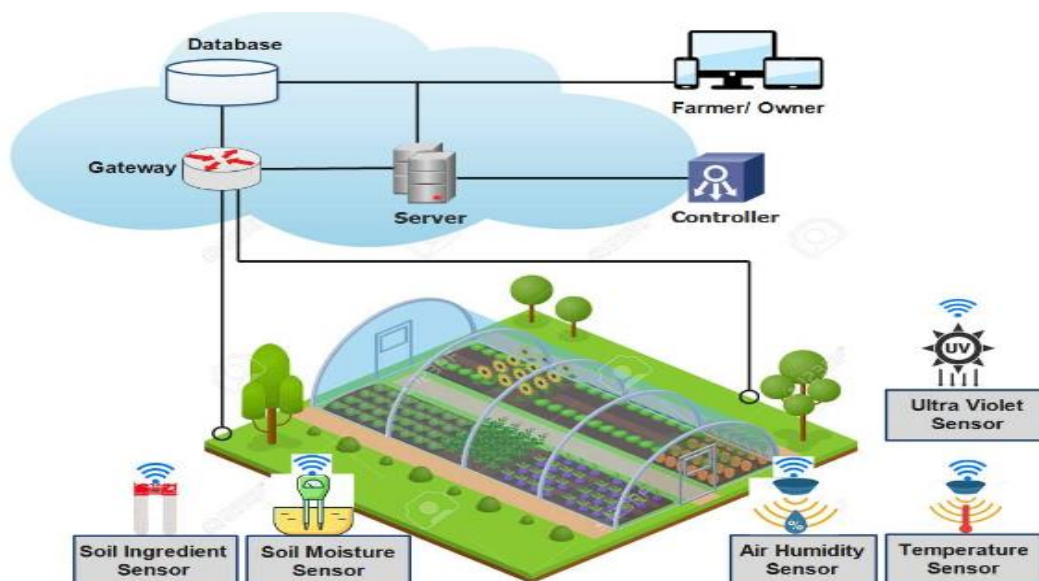 Database
Farmer/ Owner
Gateway
Server
Controller
UV
Ultra Violet
Sensor
%
Soil Ingredient
Sensor
Soil Moisture
Sensor
Air Humidity
Sensor
Temperature
Sensor